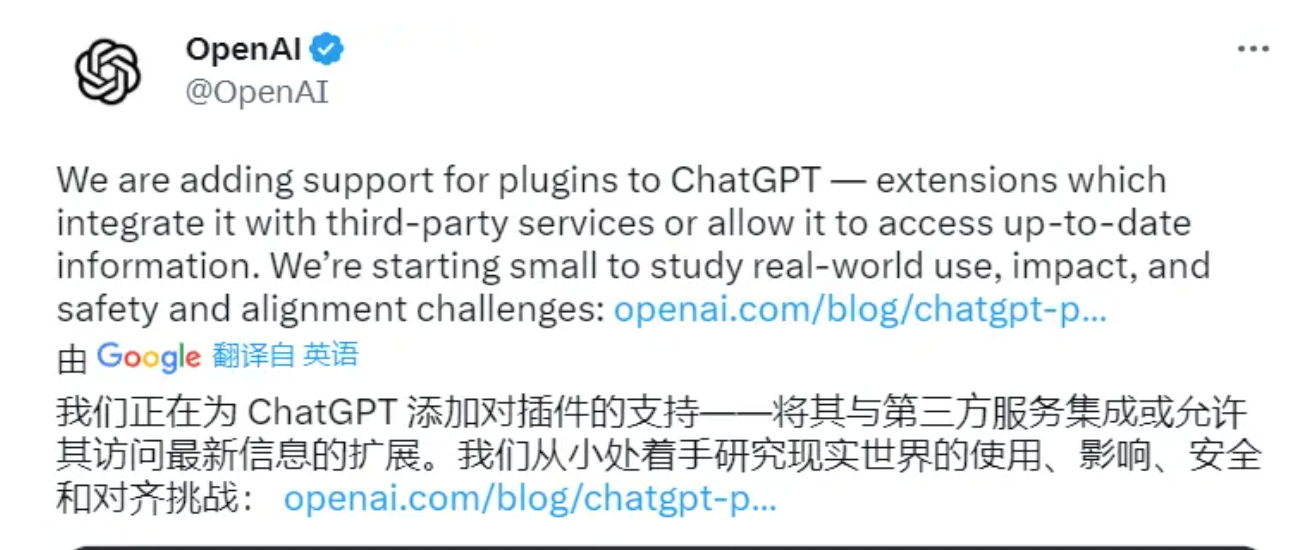 OpenAI
@OpenAI
We are adding support for plugins to ChatGPT — extensions which
integrate it with third-party services or allow it to access up-to-date
information. We’re starting small to study real-world use, impact, and
safety and alignment challenges: openai.com/blog/chatgpt-p...
由 Google 翻译自 英语
我们正在为 ChatGPT 添加对插件的支持——将其与第三方服务集成或允许
其访问最新信息的扩展。我们从小处着手研究现实世界的使用、影响、安全
和对齐挑战： openai.com/blog/chatgpt-p...